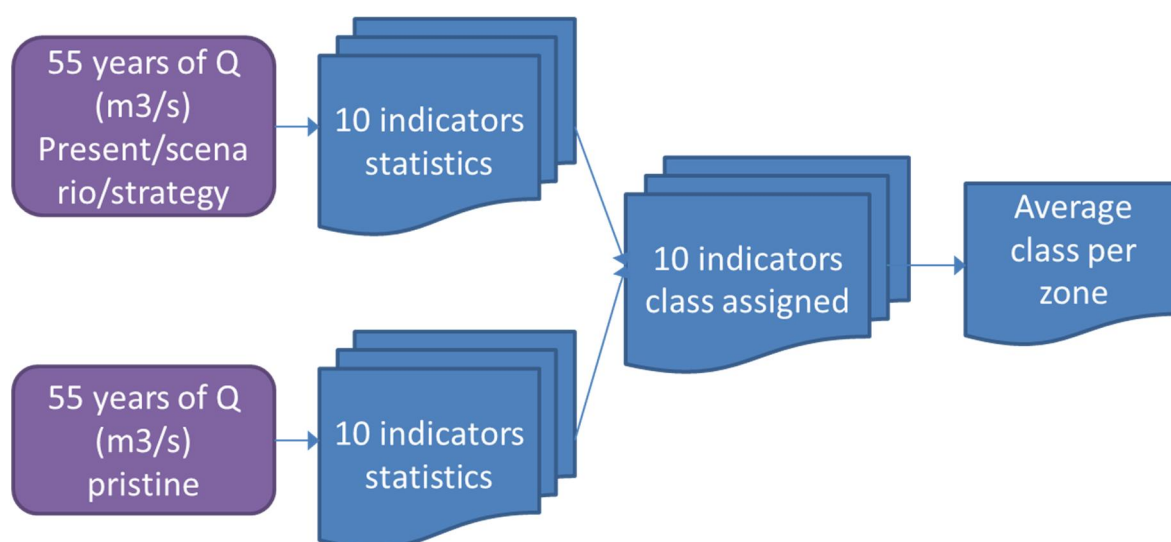 55 years of Q
(m3/s)
Present/scena
rio/strategy
10 indicators
statistics
55 years of Q
(m3/s)
pristine
10 indicators
statistics
10 indicators
class assigned
Average
class per
zone